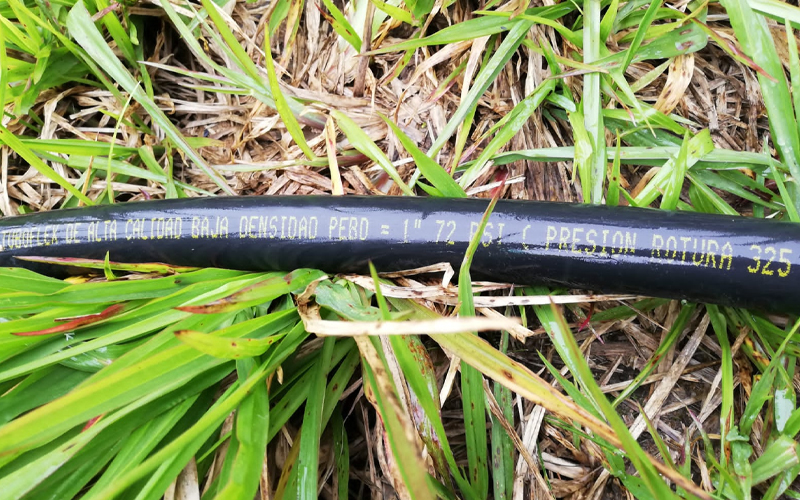 TUBOFLEX DE ALTA CALIDAD BAJA DENSIDAD PEBD = 1" 72 PSI ( PRESION ROTURA 325